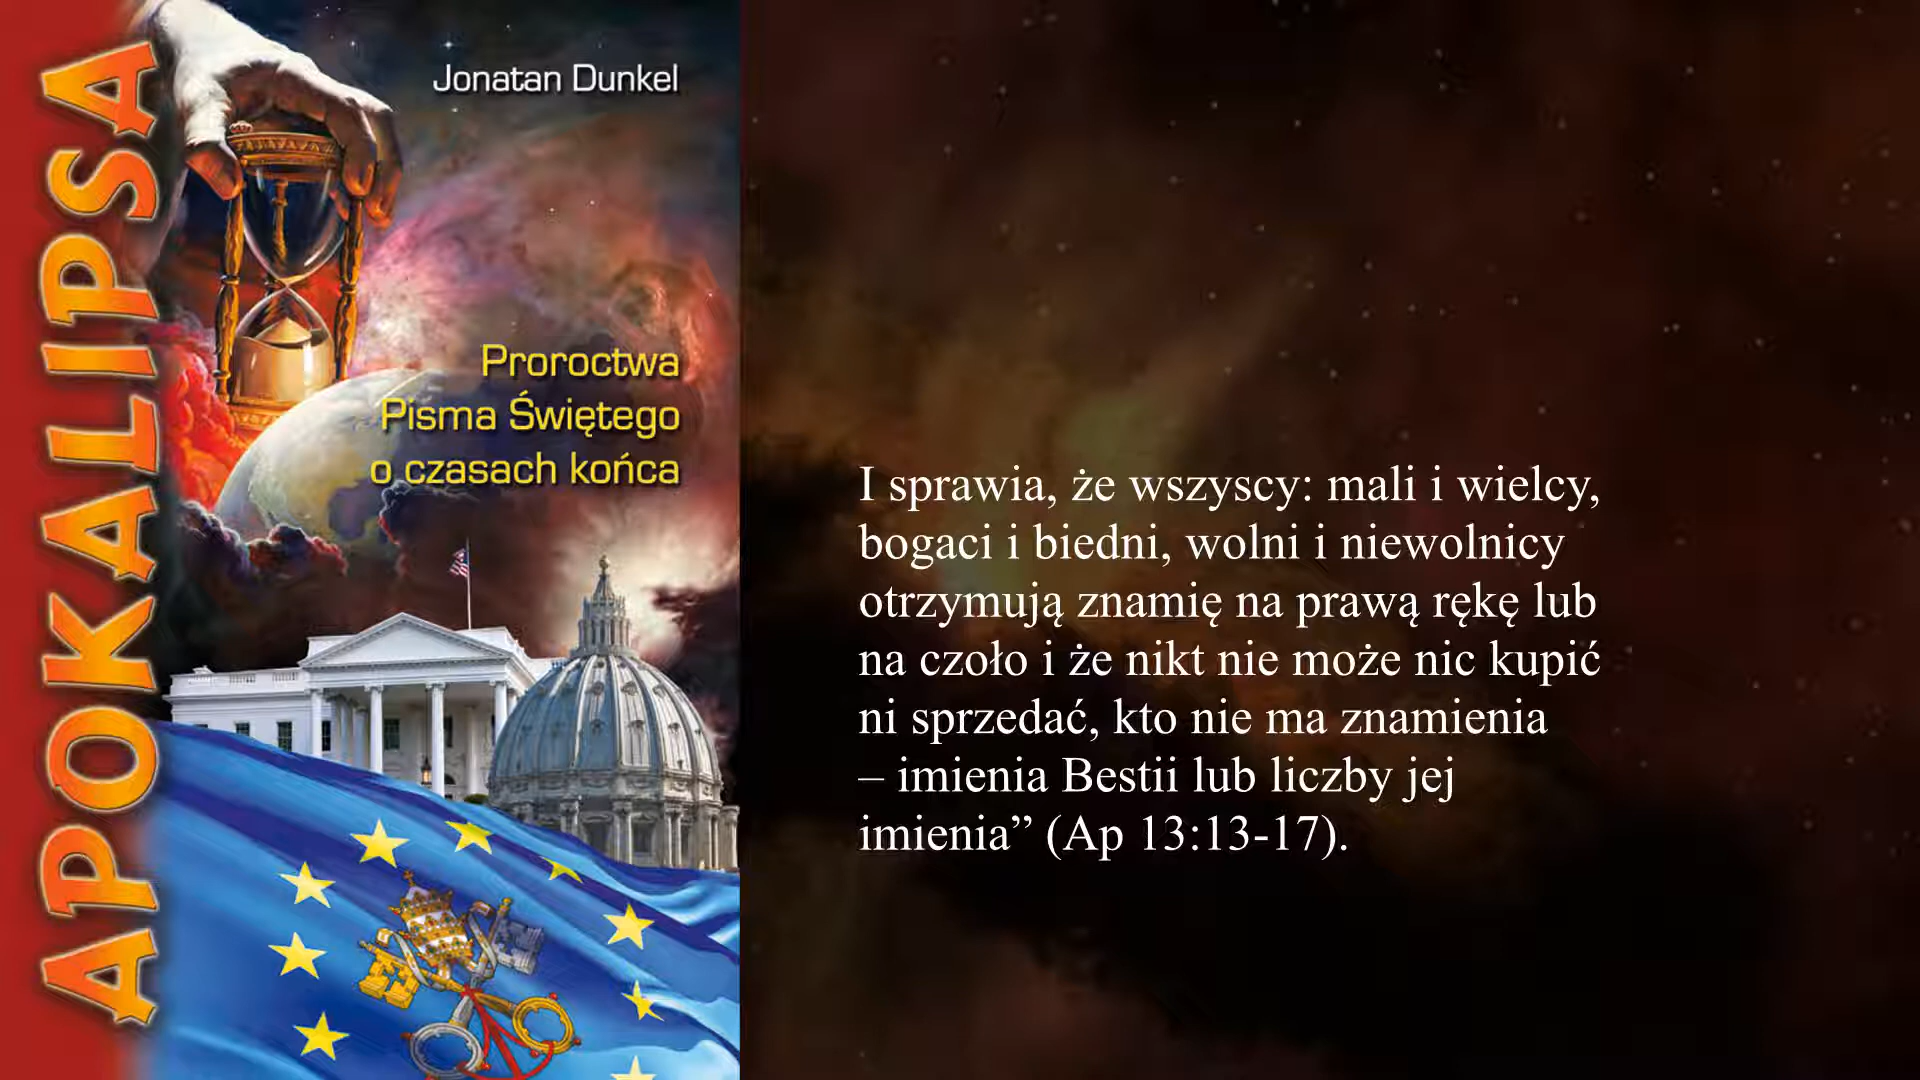 APOKALIPSA
Jonatan Dunkel
Proroctwa
Pisma Świętego
o czasach końca
I sprawia, że wszyscy: mali i wielcy,
bogaci i biedni, wolni i niewolnicy
otrzymują znamię na prawą rękę lub
na czoło i że nikt nie może nic kupić
ni sprzedać, kto nie ma znamienia
– imienia Bestii lub liczby jej
imienia” (Ap 13:13-17).